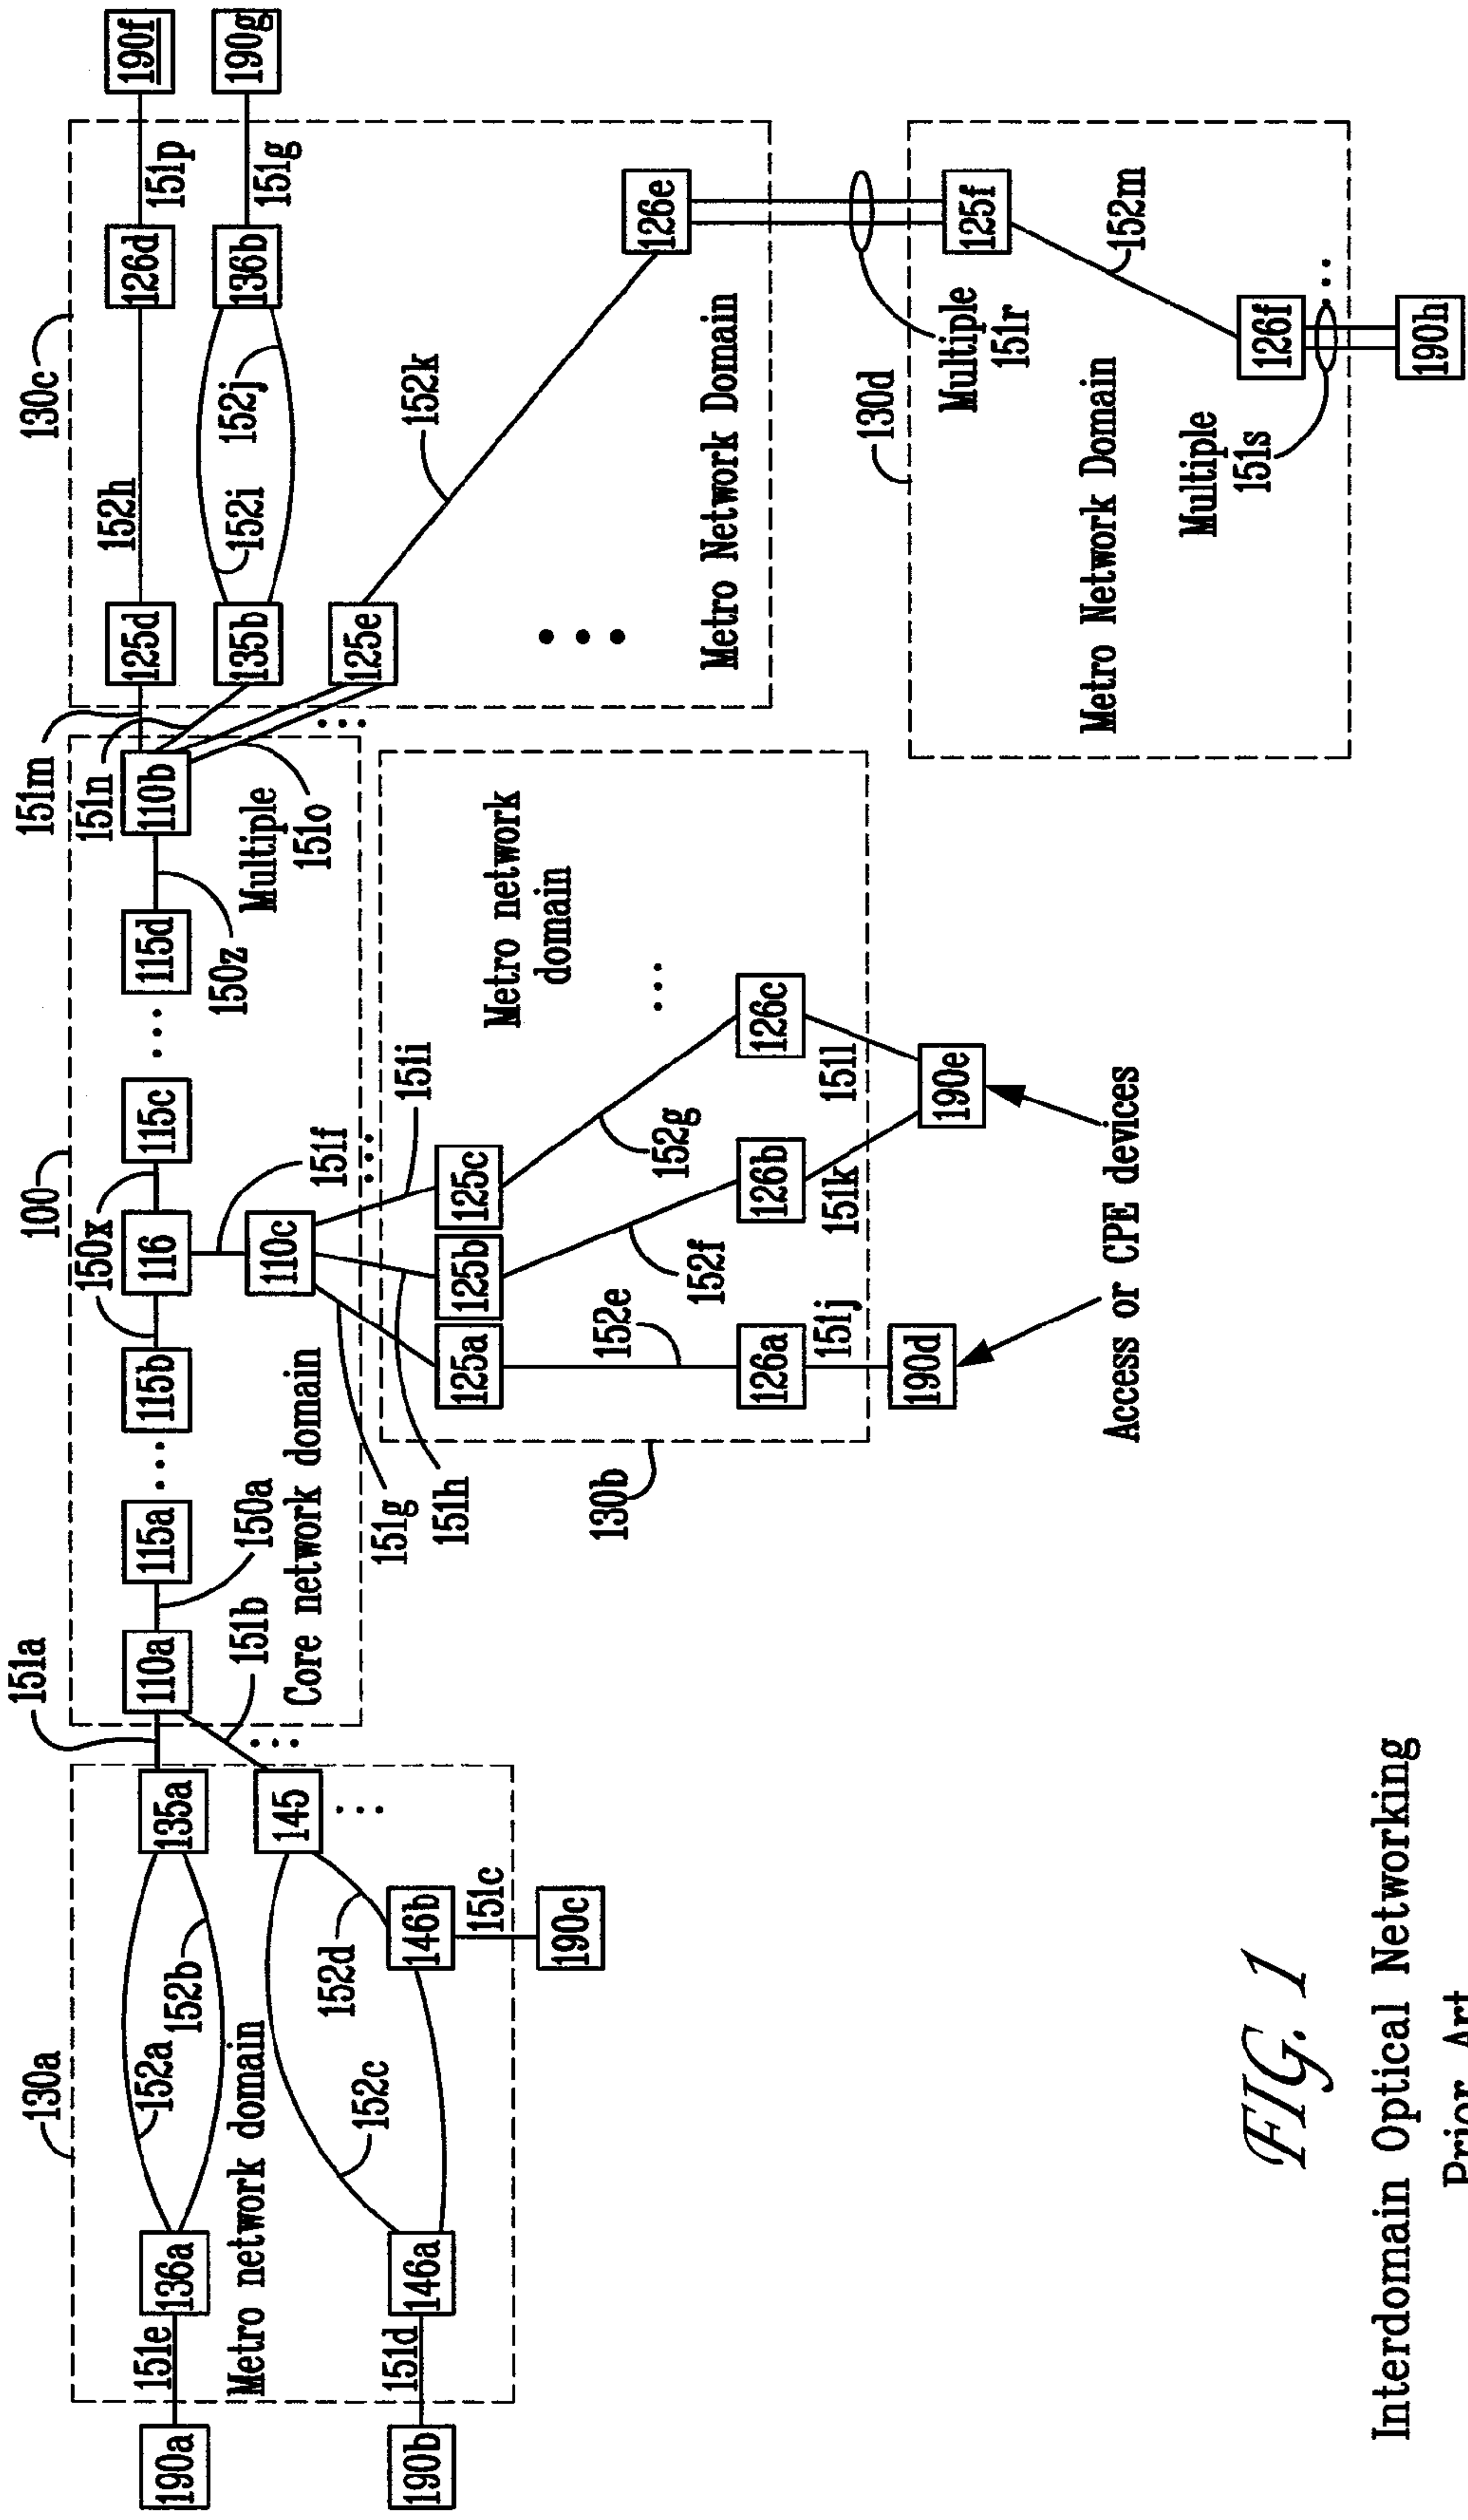 130a
151a
100
151m
151n
130c
190a
151e
136a
152a
152b
135a
110a
150a
115a
...
115b
150x
116
115c
...
115d
150z
110b
125d
152h
126d
151p
190f
Metro network domain
151b
Core network domain
151f
Multiple
151o
135b
152i
152j
136b
151g
190g
190b
151d
146a
152c
152d
145
146b
151c
190c
110c
151i
151g
151h
125a
125b
125c
Metro network
domain
125e
152k
126e
Metro Network Domain
130b
152e
152f
152g
126a
126b
126c
151j
151k
151l
190d
190e
Access or CPE devices
130d
Multiple
151r
125f
152m
Metro Network Domain
Multiple
151s
126f
190h
FIG. 1
Interdomain Optical Networking
Prior Art